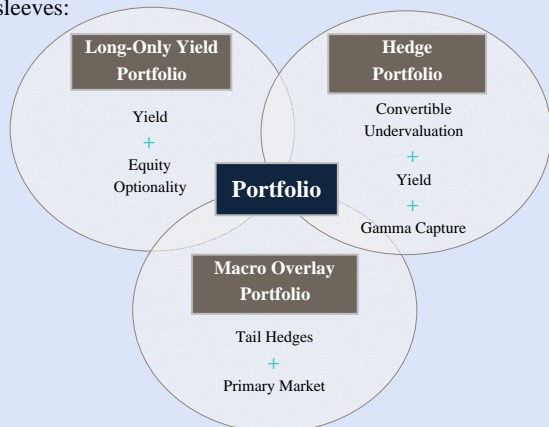 sleeves:
Long-Only Yield
Portfolio
Yield
+
Equity
Optionality
Hedge
Portfolio
Convertible
Undervaluation
+
Yield
+
Gamma Capture
Portfolio
Macro Overlay
Portfolio
Tail Hedges
+
Primary Market